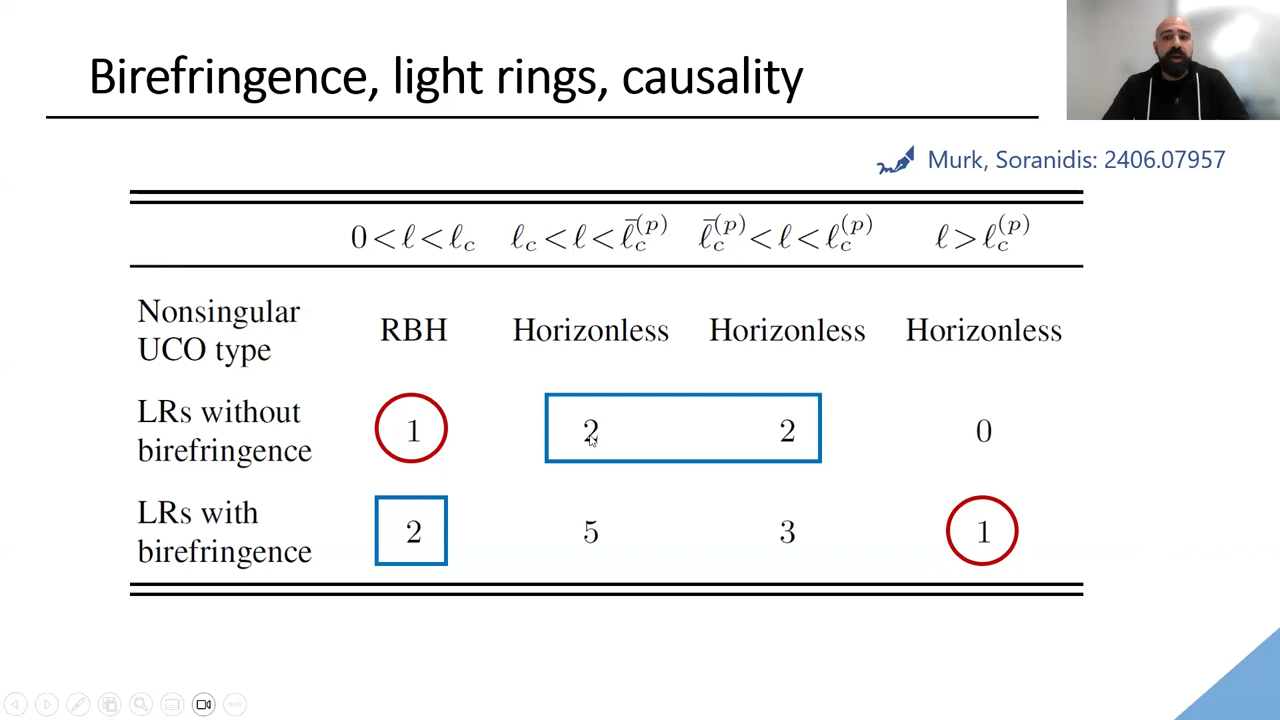 Birefringence, light rings, causality
Murk, Soranidis: 2406.07957
0 < ℓ < ℓ_c ℓ_c < ℓ < ℓ̄_c^(p) ℓ̄_c^(p) < ℓ < ℓ_c^(p) ℓ > ℓ_c^(p)
Nonsingular
UCO type RBH Horizonless Horizonless Horizonless
LRs without
birefringence 1 2 2 0
LRs with
birefringence 2 5 3 1